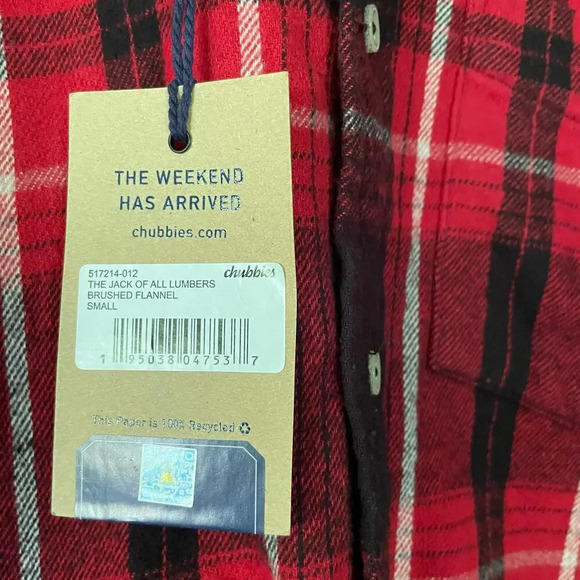 THE WEEKEND
HAS ARRIVED
chubbies.com
517214-012 chubbies
THE JACK OF ALL LUMBERS
BRUSHED FLANNEL
SMALL
1 95038 04753 7
This Paper is 100% Recycled